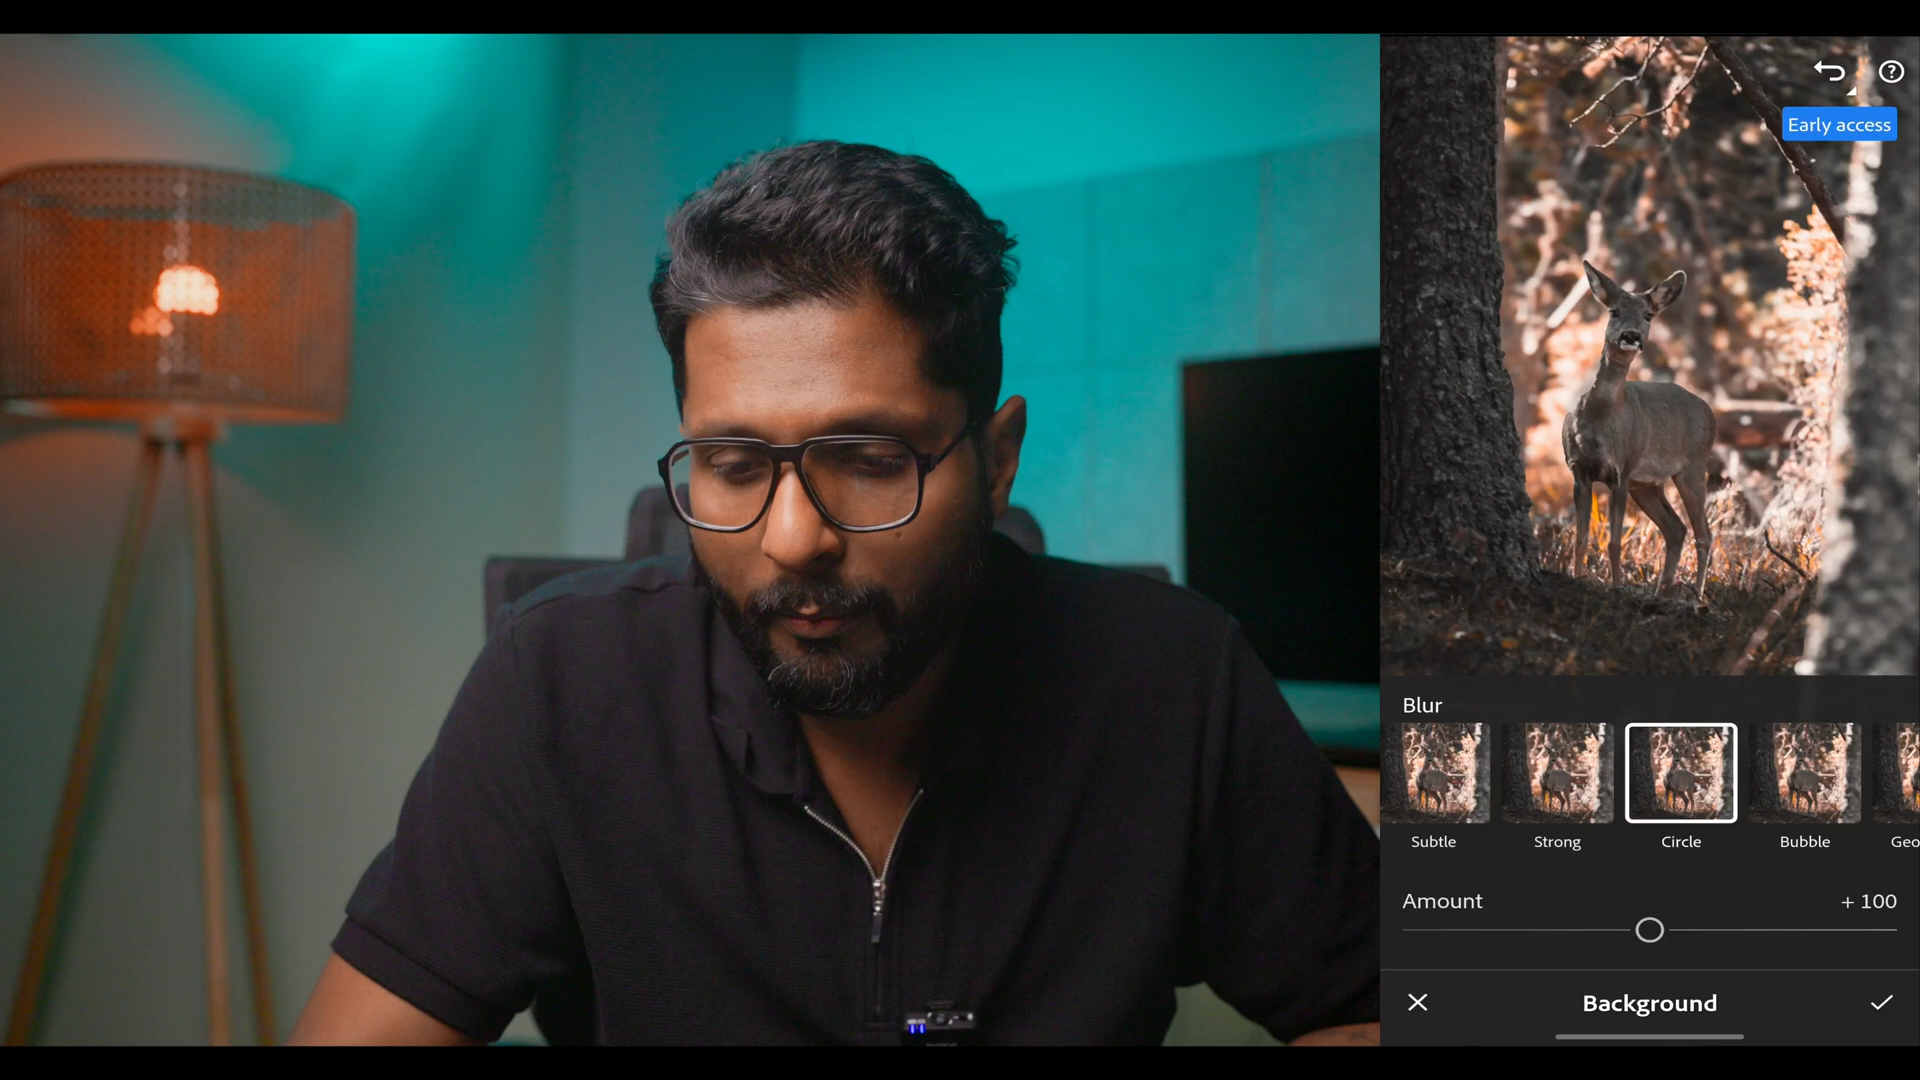 Early access
Blur
Subtle
Strong
Circle
Bubble
Geo
Amount
+ 100
Background